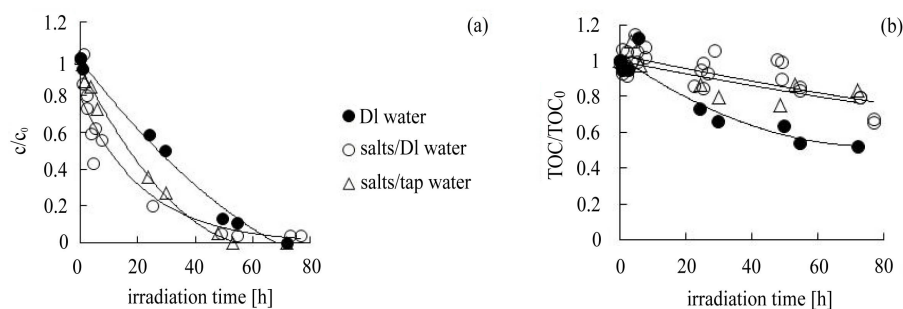 (a)
1.2
1
0.8
0.6
0.4
0.2
0
0 20 40 60 80
c/c0
irradiation time [h]
Dl water
salts/Dl water
salts/tap water
(b)
1.2
1
0.8
0.6
0.4
0.2
0
0 20 40 60 80
TOC/TOC0
irradiation time [h]